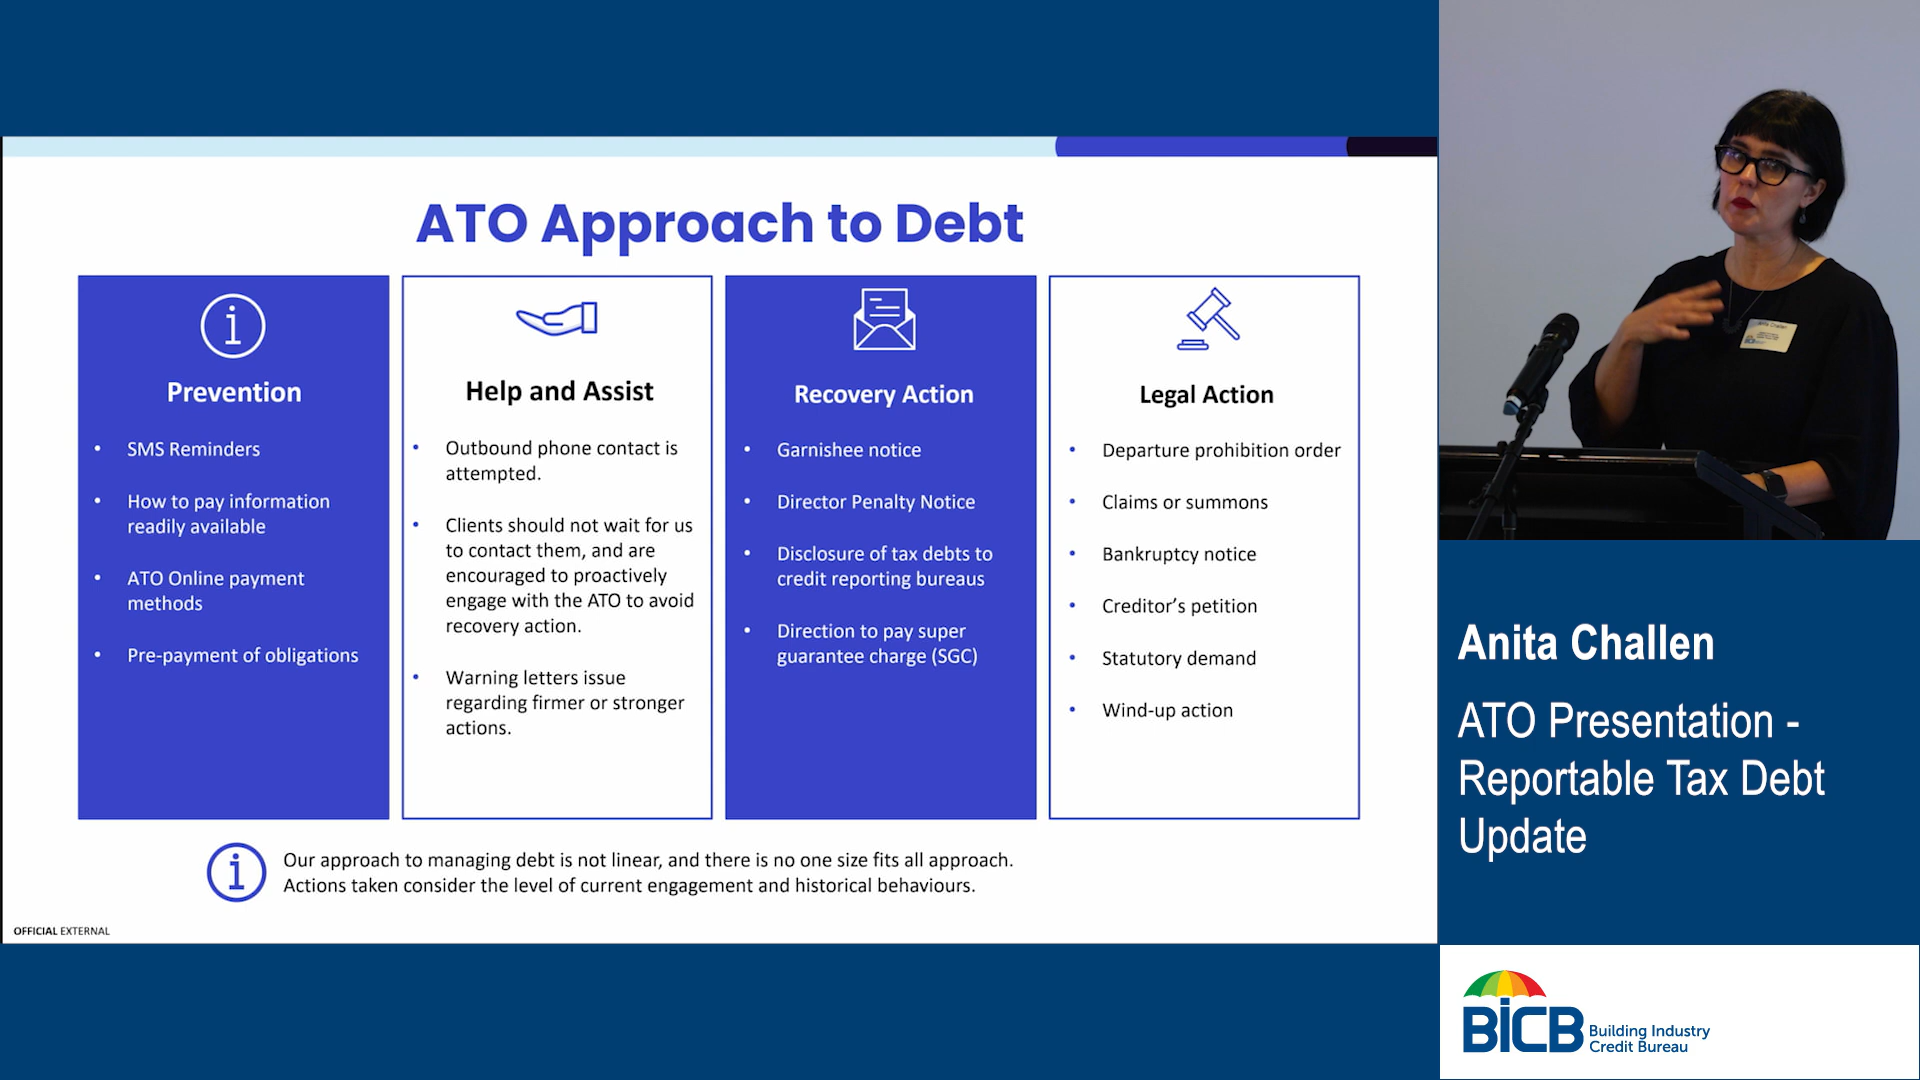 ATO Approach to Debt
Prevention
• SMS Reminders
• How to pay information
readily available
• ATO Online payment
methods
• Pre-payment of obligations
Help and Assist
• Outbound phone contact is
attempted.
• Clients should not wait for us
to contact them, and are
encouraged to proactively
engage with the ATO to avoid
recovery action.
• Warning letters issue
regarding firmer or stronger
actions.
Recovery Action
• Garnishee notice
• Director Penalty Notice
• Disclosure of tax debts to
credit reporting bureaus
• Direction to pay super
guarantee charge (SGC)
Legal Action
• Departure prohibition order
• Claims or summons
• Bankruptcy notice
• Creditor’s petition
• Statutory demand
• Wind-up action
Our approach to managing debt is not linear, and there is no one size fits all approach.
Actions taken consider the level of current engagement and historical behaviours.
OFFICIAL EXTERNAL
Anita Challen
BICB
Anita Challen
ATO Presentation -
Reportable Tax Debt
Update
BICB
Building Industry
Credit Bureau